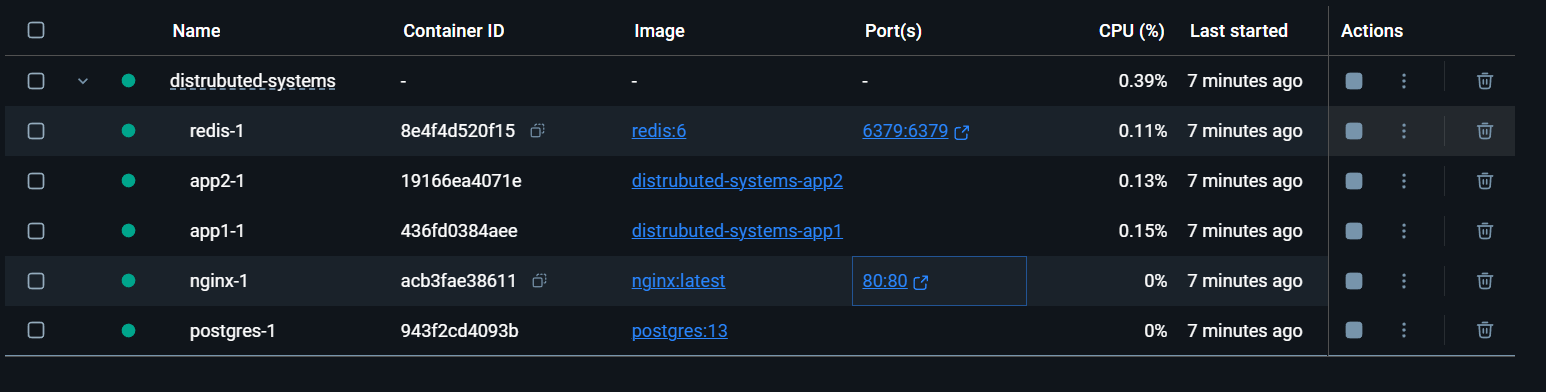 Name Container ID Image Port(s) CPU (%) Last started Actions
distrubuted-systems - - - 0.39% 7 minutes ago
redis-1 8e4f4d520f15 redis:6 6379:6379 0.11% 7 minutes ago
app2-1 19166ea4071e distrubuted-systems-app2 0.13% 7 minutes ago
app1-1 436fd0384aee distrubuted-systems-app1 0.15% 7 minutes ago
nginx-1 acb3fae38611 nginx:latest 80:80 0% 7 minutes ago
postgres-1 943f2cd4093b postgres:13 0% 7 minutes ago